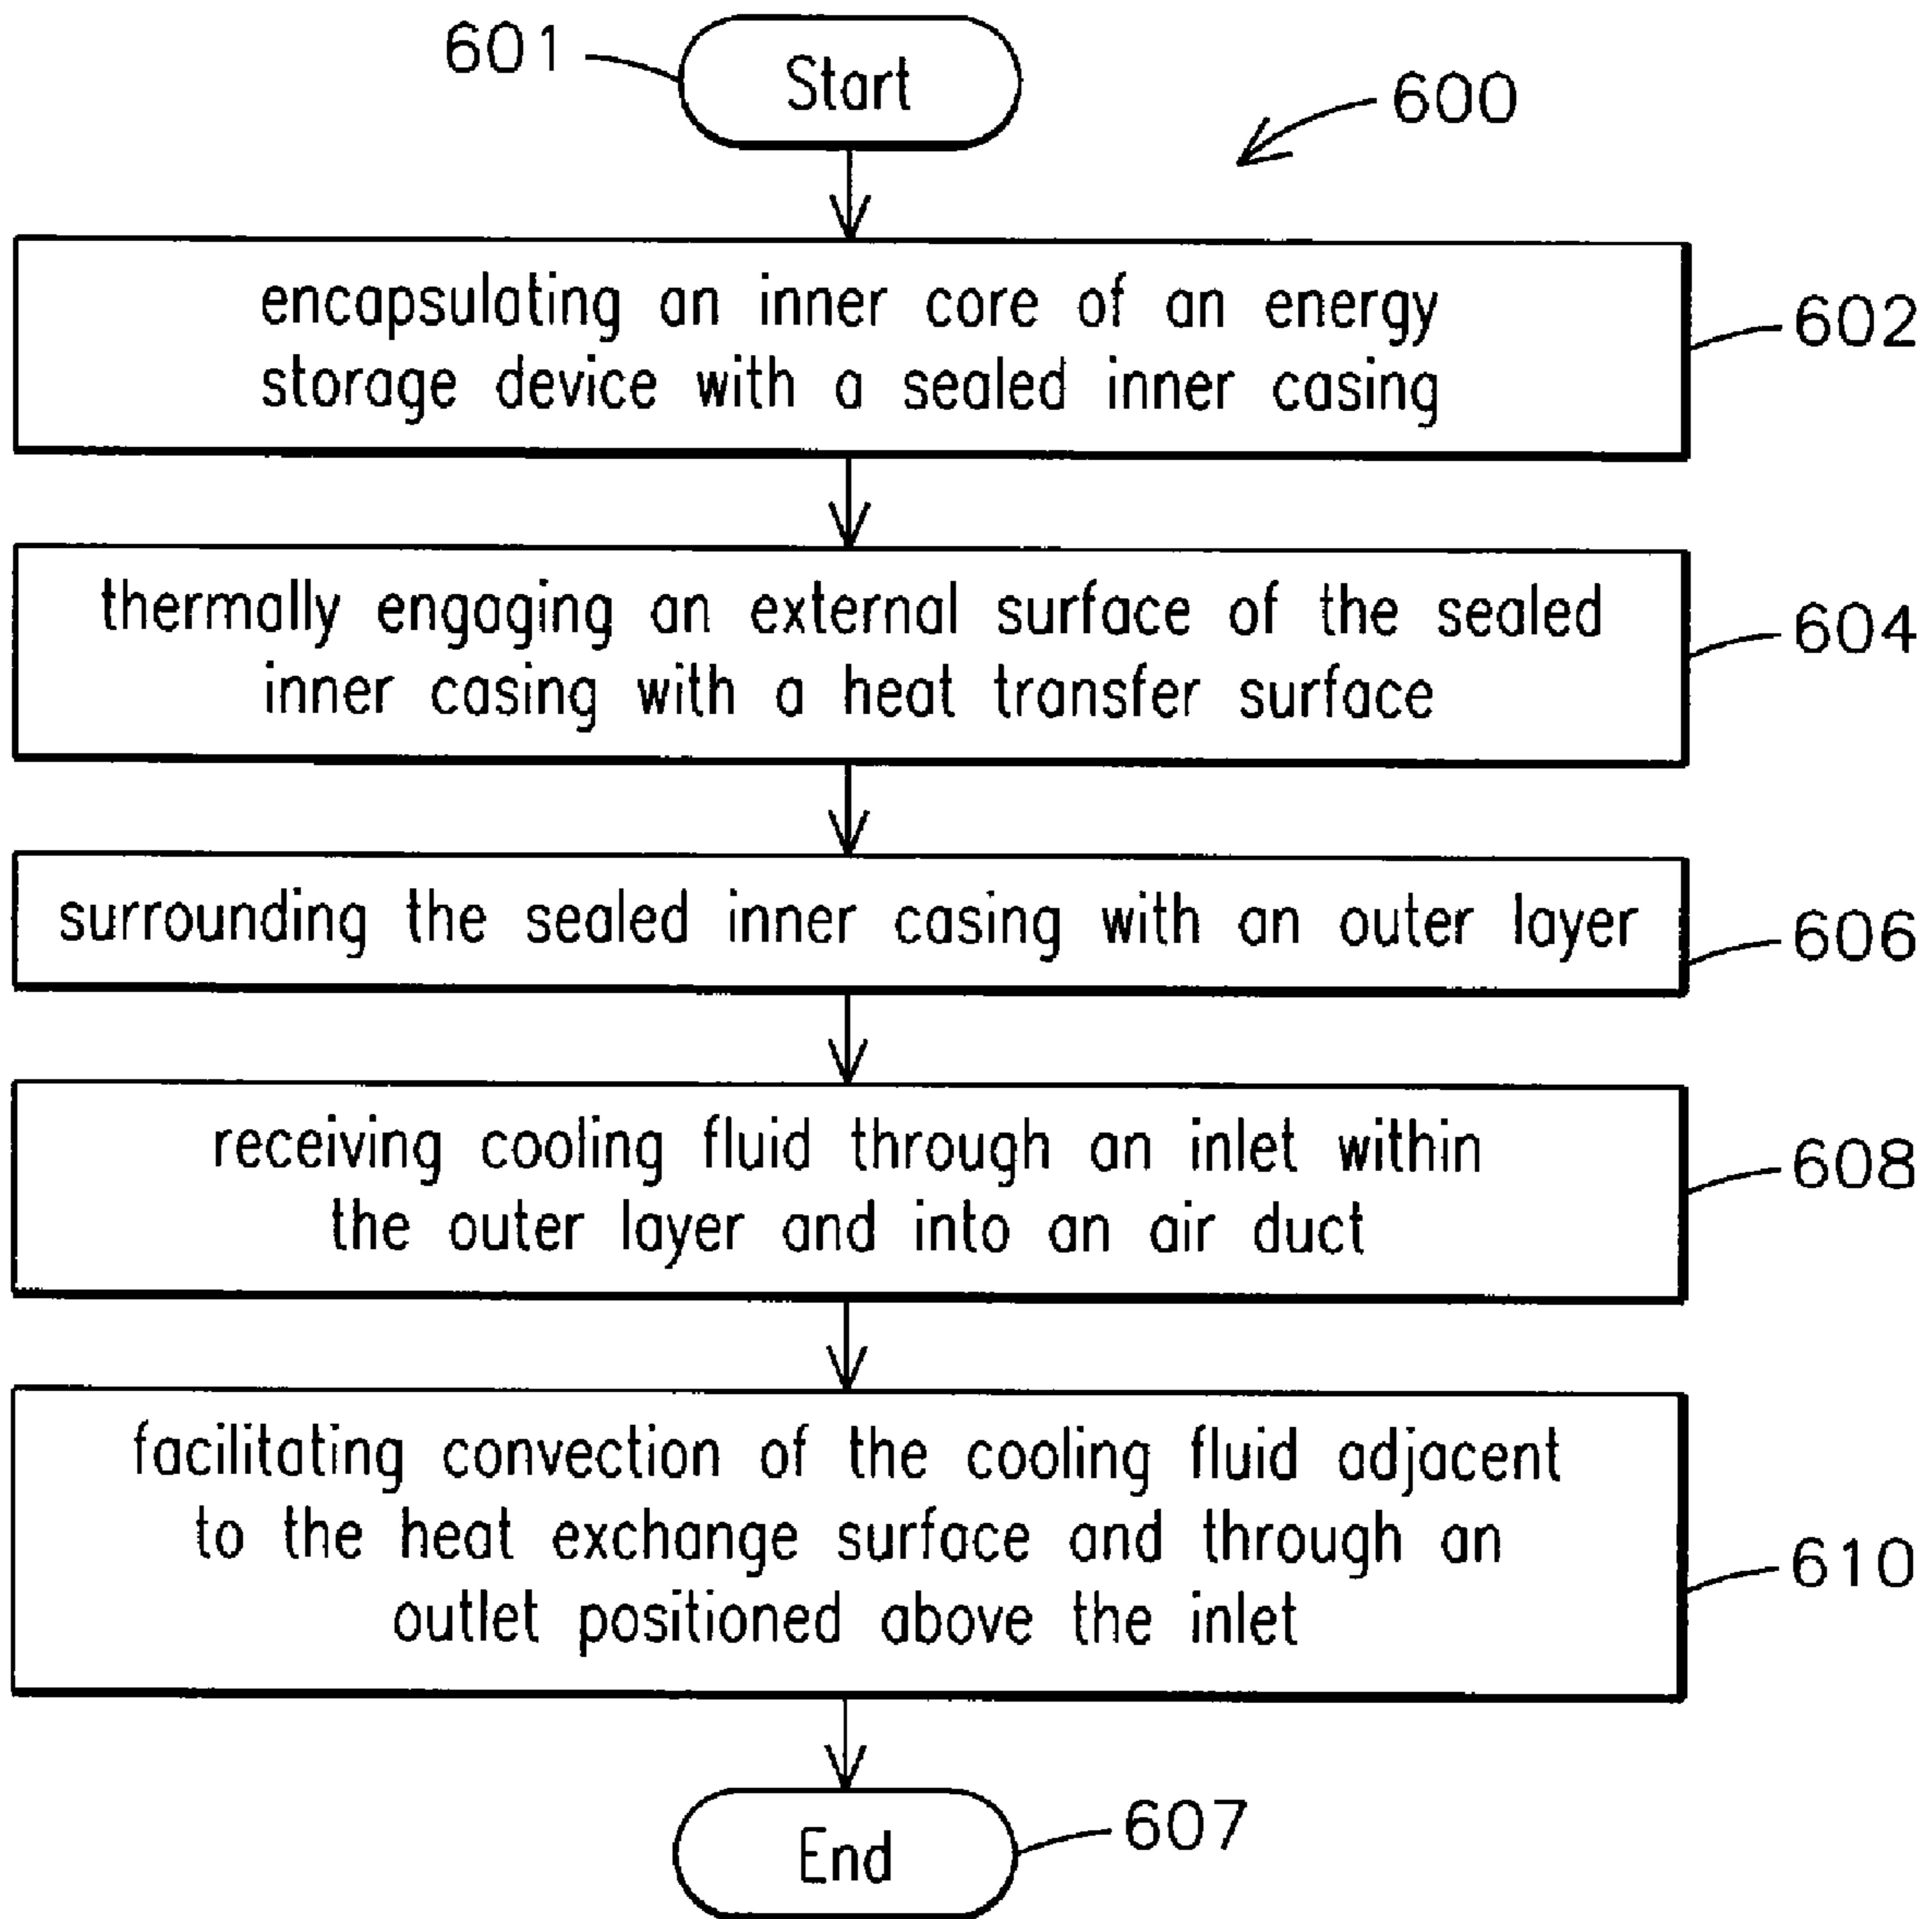 601
Start
600
encapsulating an inner core of an energy
storage device with a sealed inner casing
602
thermally engaging an external surface of the sealed
inner casing with a heat transfer surface
604
surrounding the sealed inner casing with an outer layer
606
receiving cooling fluid through an inlet within
the outer layer and into an air duct
608
facilitating convection of the cooling fluid adjacent
to the heat exchange surface and through an
outlet positioned above the inlet
610
End
607